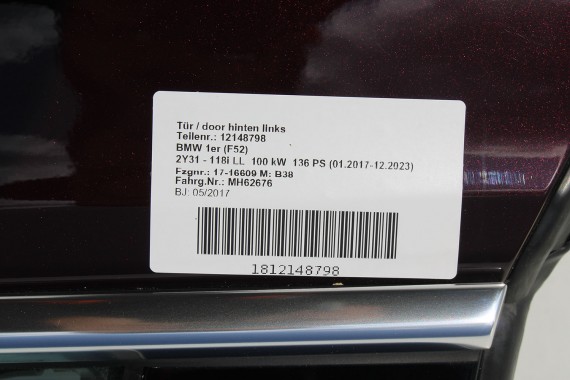 Tür / door hinten links
Teilenr.: 12148798
BMW 1er (F52)
2Y31 - 118i LL 100 kW 136 PS (01.2017-12.2023)
Fzgnr.: 17-16609 M: B38
Fahrg.Nr.: MH62676
BJ: 05/2017
1812148798